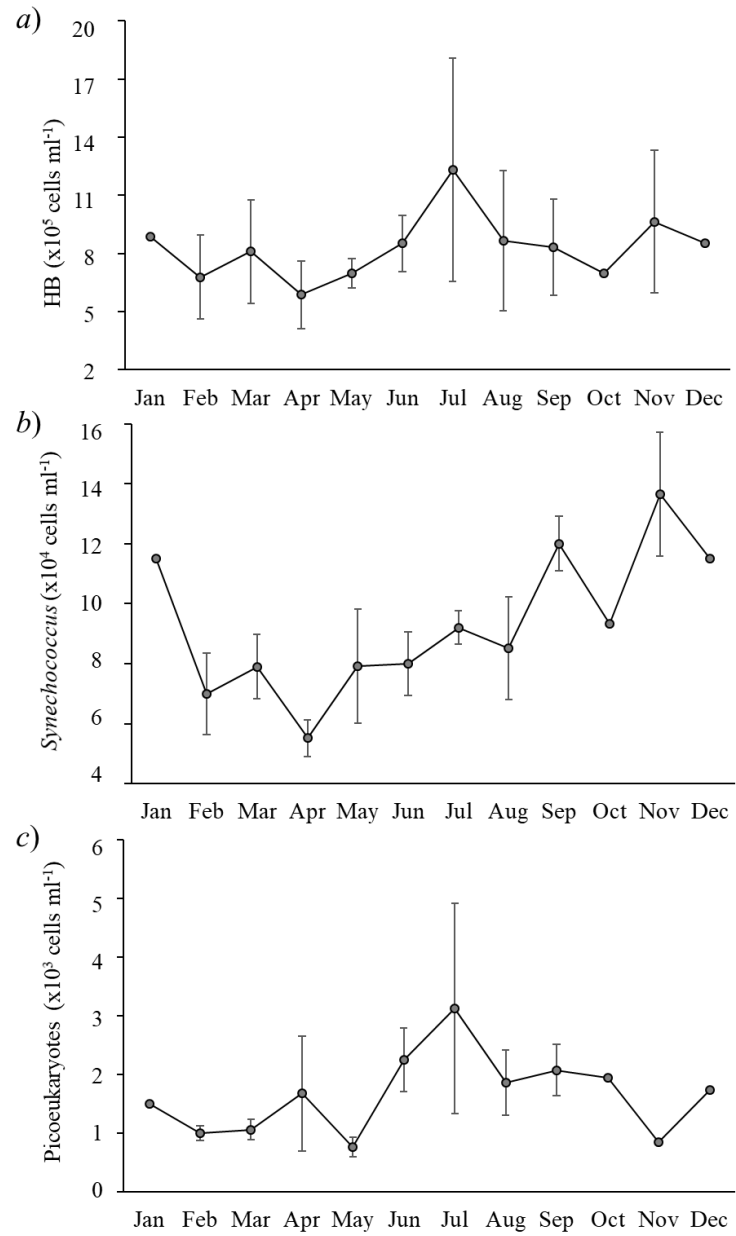 a)
20
17
14
11
8
5
2
HB (x10⁵ cells ml⁻¹)
Jan Feb Mar Apr May Jun Jul Aug Sep Oct Nov Dec
b)
16
14
12
10
8
6
4
Synechococcus (x10⁴ cells ml⁻¹)
Jan Feb Mar Apr May Jun Jul Aug Sep Oct Nov Dec
c)
6
5
4
3
2
1
0
Picoeukaryotes (x10³ cells ml⁻¹)
Jan Feb Mar Apr May Jun Jul Aug Sep Oct Nov Dec